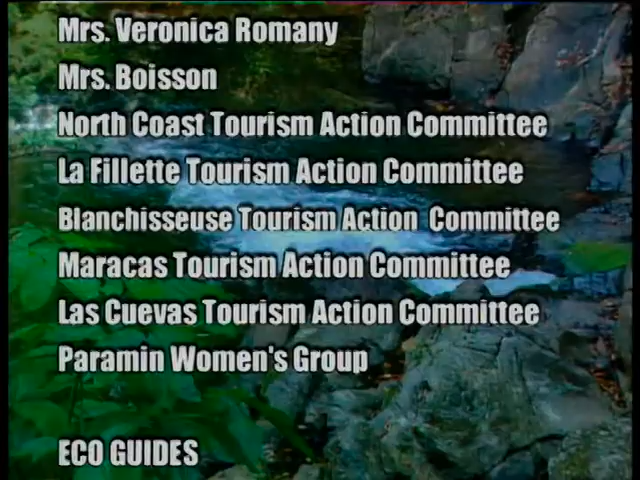 Mrs. Veronica Romany
Mrs. Boisson
North Coast Tourism Action Committee
La Fillette Tourism Action Committee
Blanchisseuse Tourism Action Committee
Maracas Tourism Action Committee
Las Cuevas Tourism Action Committee
Paramin Women's Group
ECO GUIDES